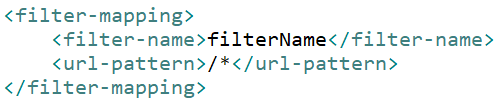 <filter-mapping>
    <filter-name>filterName</filter-name>
    <url-pattern>/*</url-pattern>
</filter-mapping>